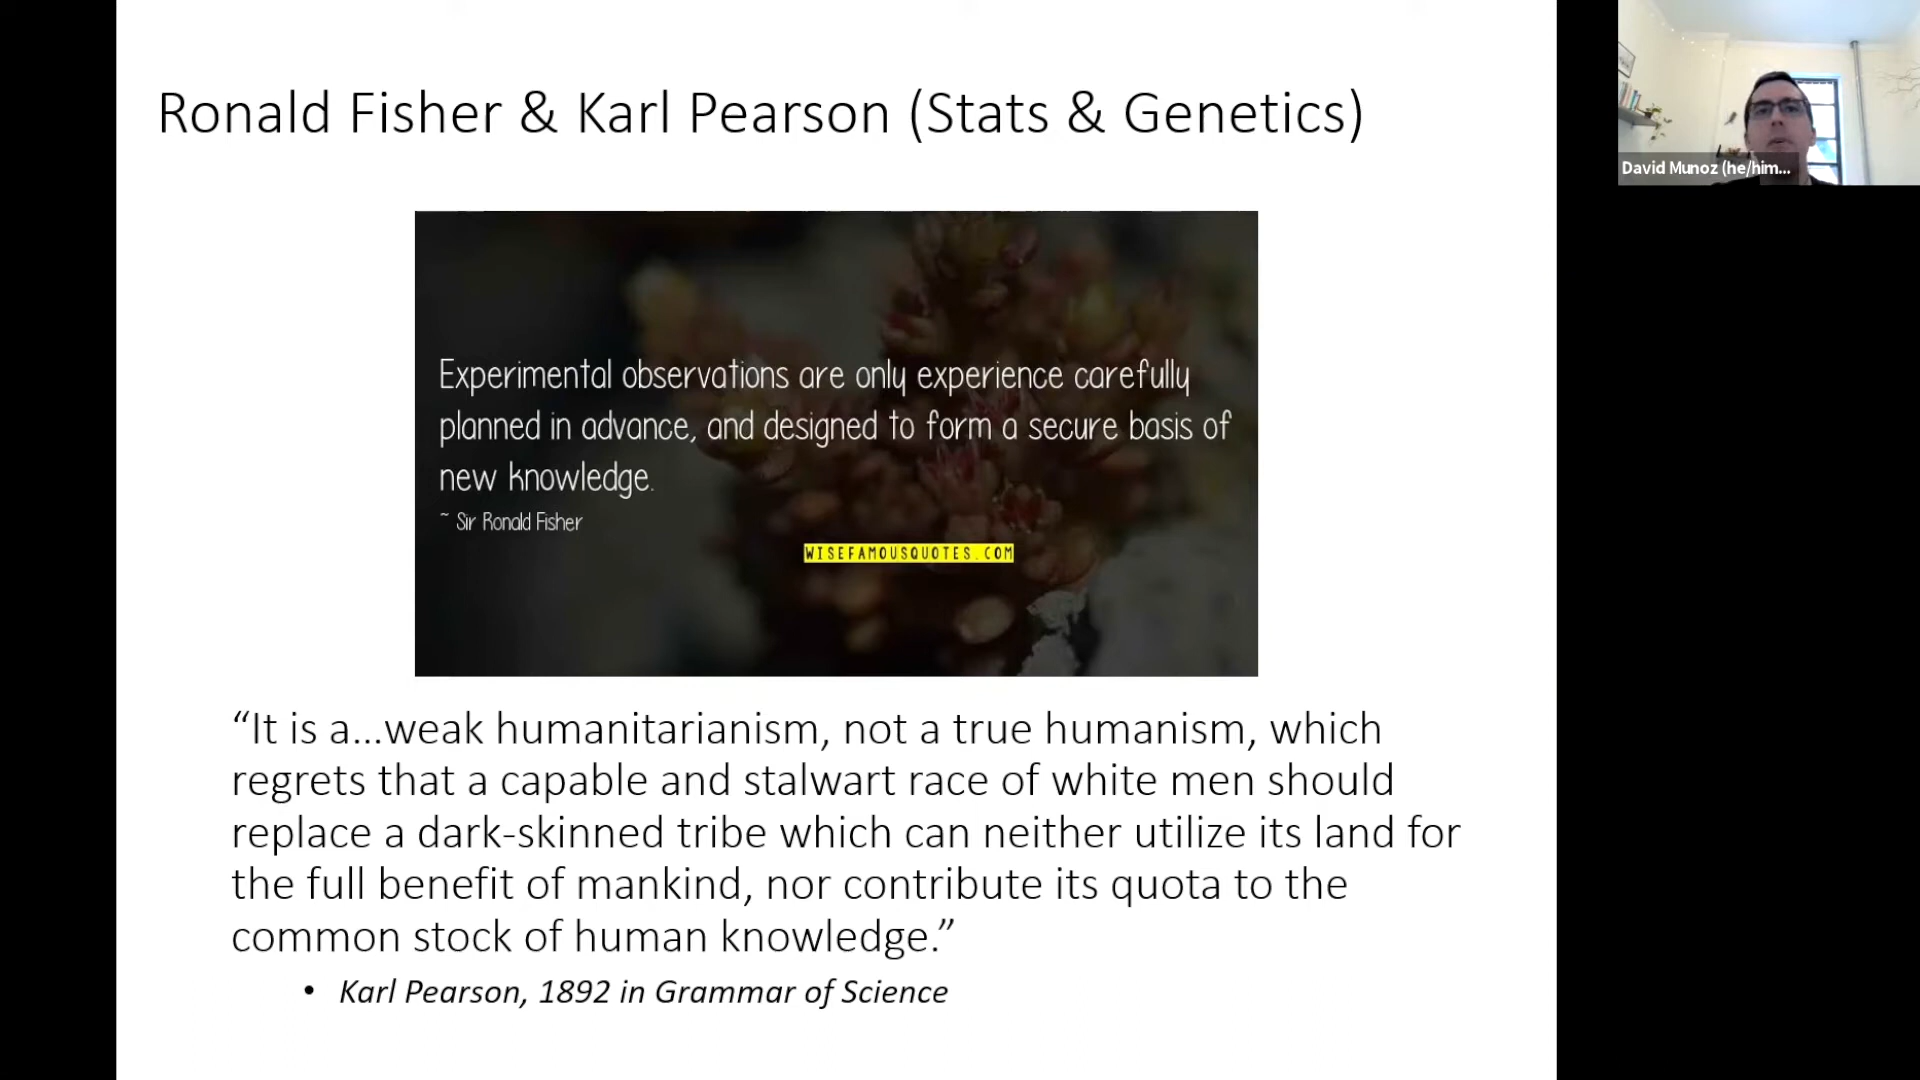 Ronald Fisher & Karl Pearson (Stats & Genetics)
David Munoz (he/him...
Experimental observations are only experience carefully
planned in advance, and designed to form a secure basis of
new knowledge.
~ Sir Ronald Fisher
WISEFAMOUSQUOTES.COM
“It is a...weak humanitarianism, not a true humanism, which
regrets that a capable and stalwart race of white men should
replace a dark-skinned tribe which can neither utilize its land for
the full benefit of mankind, nor contribute its quota to the
common stock of human knowledge.”
• Karl Pearson, 1892 in Grammar of Science